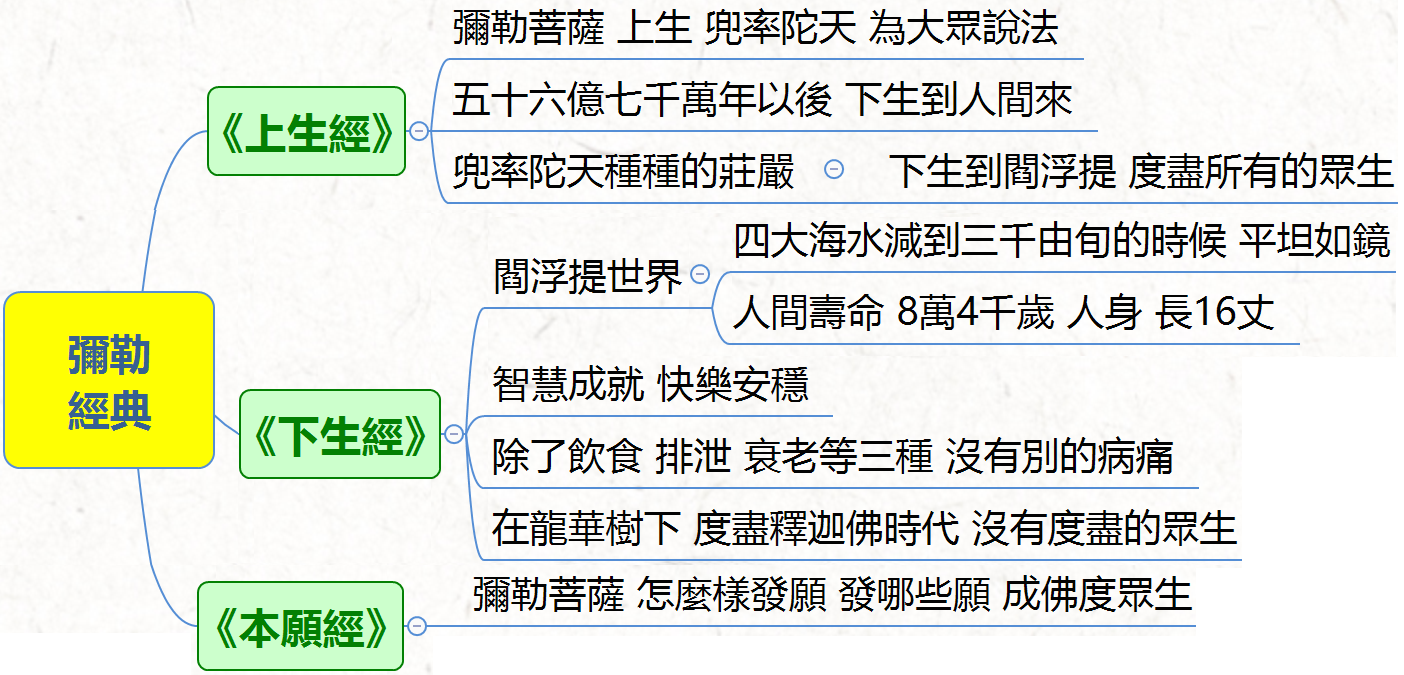 彌勒
經典
《上生經》
彌勒菩薩 上生 兜率陀天 為大眾說法
五十六億七千萬年以後 下生到人間來
兜率陀天種種的莊嚴 下生到閻浮提 度盡所有的眾生
《下生經》
閻浮提世界
四大海水減到三千由旬的時候 平坦如鏡
人間壽命 8萬4千歲 人身 長16丈
智慧成就 快樂安穩
除了飲食 排泄 衰老等三種 沒有別的病痛
在龍華樹下 度盡釋迦佛時代 沒有度盡的眾生
《本願經》
彌勒菩薩 怎麼樣發願 發哪些願 成佛度眾生